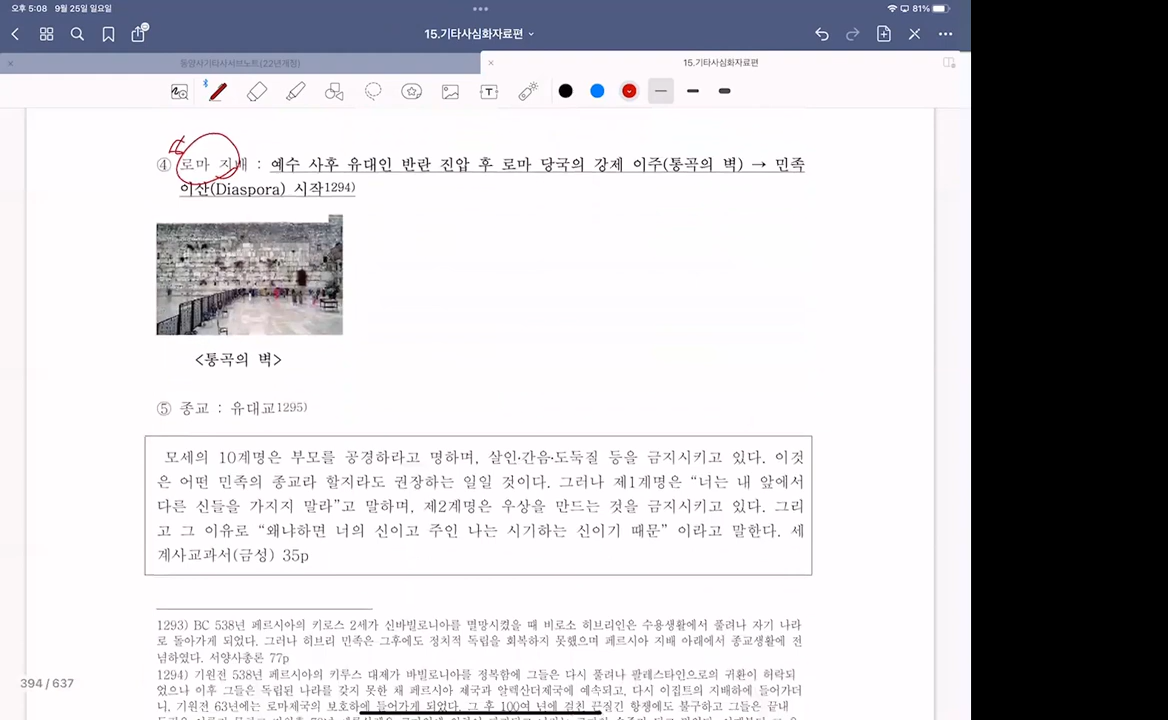 오후 5:08 9월 25일 일요일
81%
15.기타사심화자료편
동양사기타사서브노트(22년개정)
15.기타사심화자료편
④ 로마 지배 : 예수 사후 유대인 반란 진압 후 로마 당국의 강제 이주(통곡의 벽) → 민족
이산(Diaspora) 시작1294)
<통곡의 벽>
⑤ 종교 : 유대교1295)
모세의 10계명은 부모를 공경하라고 명하며, 살인·간음·도둑질 등을 금지시키고 있다. 이것
은 어떤 민족의 종교라 할지라도 권장하는 일일 것이다. 그러나 제1계명은 “너는 내 앞에서
다른 신들을 가지지 말라”고 말하며, 제2계명은 우상을 만드는 것을 금지시키고 있다. 그리
고 그 이유로 “왜냐하면 너의 신이고 주인 나는 시기하는 신이기 때문” 이라고 말한다. 세
계사교과서(금성) 35p
1293) BC 538년 페르시아의 키로스 2세가 신바빌로니아를 멸망시켰을 때 비로소 히브리인은 수용생활에서 풀려나 자기 나라
로 돌아가게 되었다. 그러나 히브리 민족은 그후에도 정치적 독립을 회복하지 못했으며 페르시아 지배 아래에서 종교생활에 전
념하였다. 서양사총론 77p
1294) 기원전 538년 페르시아의 키루스 대제가 바빌로니아를 정복함에 그들은 다시 풀려나 팔레스타인으로의 귀환이 허락되
었으나 이후 그들은 독립된 나라를 갖지 못한 채 페르시아 제국과 알렉산더제국에 예속되고, 다시 이집트의 지배하에 들어가더
니, 기원전 63년에는 로마제국의 보호하에 들어가게 되었다. 그 후 100여 년에 걸친 끈질긴 항쟁에도 불구하고 그들은 끝내
394 / 637